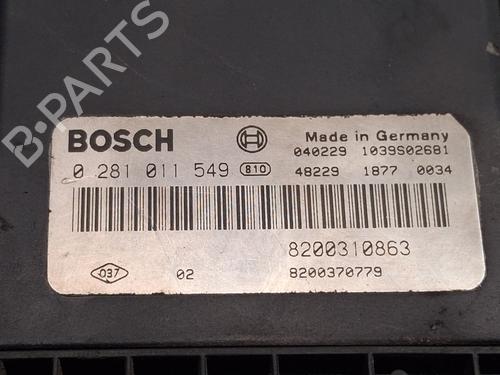 B-PARTS
BOSCH
Made in Germany
040229 1039S02681
0 281 011 549 810 48229 1877 0034
8200310863
037 02 8200370779